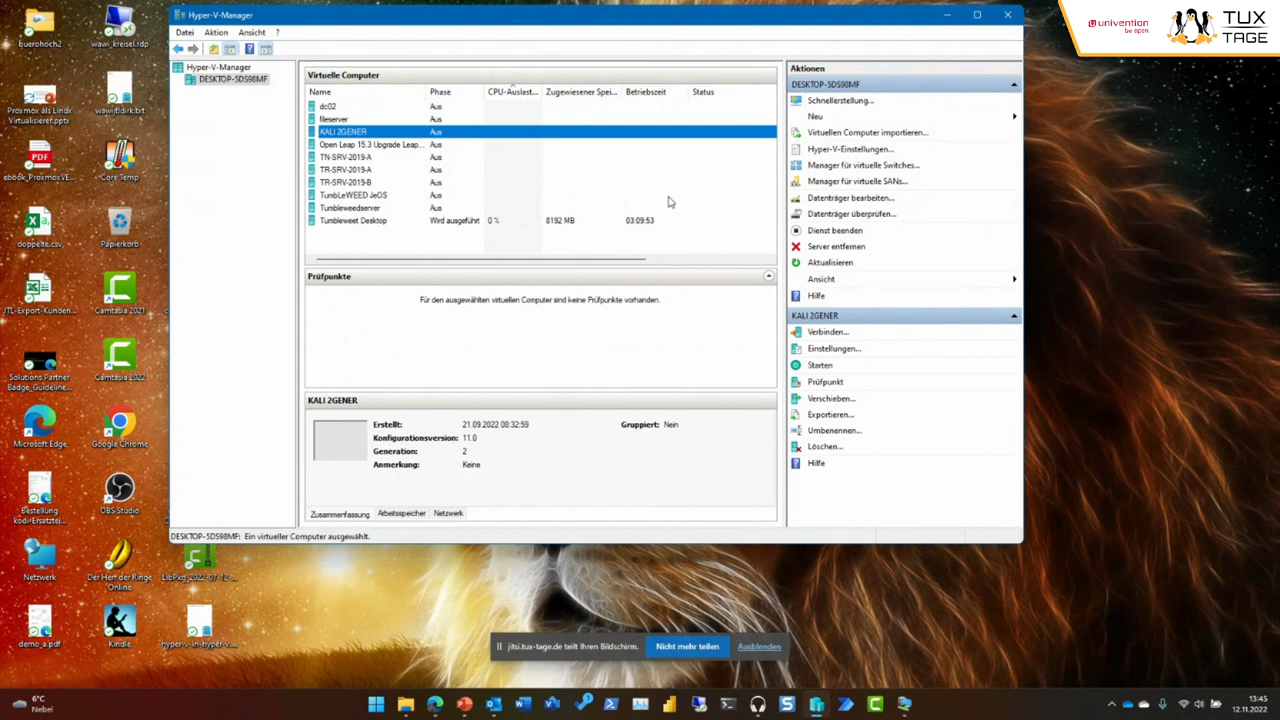 Hyper-V-Manager
Datei Aktion Ansicht ?
Hyper-V-Manager
DESKTOP-5DS98MF
Virtuelle Computer
Name Phase CPU-Auslast... Zugewiesener Spei... Betriebszeit Status
dc02 Aus
fileserver Aus
KALI 2GENER Aus
Open Leap 15.3 Upgrade Leap... Aus
TN-SRV-2019-A Aus
TR-SRV-2019-A Aus
TR-SRV-2019-B Aus
TumbLeWEED JeOS Aus
Tumbleweedserver Aus
Tumbleweet Desktop Wird ausgeführt 0 % 8192 MB 03:09:53
Prüfpunkte
Für den ausgewählten virtuellen Computer sind keine Prüfpunkte vorhanden.
KALI 2GENER
Erstellt: 21.09.2022 08:32:59 Gruppiert: Nein
Konfigurationsversion: 11.0
Generation: 2
Anmerkung: Keine
Zusammenfassung Arbeitsspeicher Netzwerk
DESKTOP-5DS98MF: Ein virtueller Computer ausgewählt.
Aktionen
DESKTOP-5DS98MF
Schnellerstellung...
Neu
Virtuellen Computer importieren...
Hyper-V-Einstellungen...
Manager für virtuelle Switches...
Manager für virtuelle SANs...
Datenträger bearbeiten...
Datenträger überprüfen...
Dienst beenden
Server entfernen
Aktualisieren
Ansicht
Hilfe
KALI 2GENER
Verbinden...
Einstellungen...
Starten
Prüfpunkt
Verschieben...
Exportieren...
Umbenennen...
Löschen...
Hilfe
univention
be open.
TUX
TAGE
buerohoch2
wawi_kreisel.rdp
Proxmox als Linux
Virtualisieref.pptx
ebook_ProxmoxVE...
Core Temp
doppelte.csv
Papierkorb
JTL-Export-Kunden...
Camtasia 2021
Solutions Partner
Badge_Guideline...
Camtasia 2022
Microsoft Edge
Google Chrome
Bestellung
OBS Studio
Netzwerk
Der Herr der Ringe
Online
LibPkg_2022-07-12-...
demo_a.pdf
Kindle
hyper-v-in-hyper-v...
jitsi.tux-tage.de teilt Ihren Bildschirm. Nicht mehr teilen Ausblenden
6°C
Nebel
13:45
12.11.2022